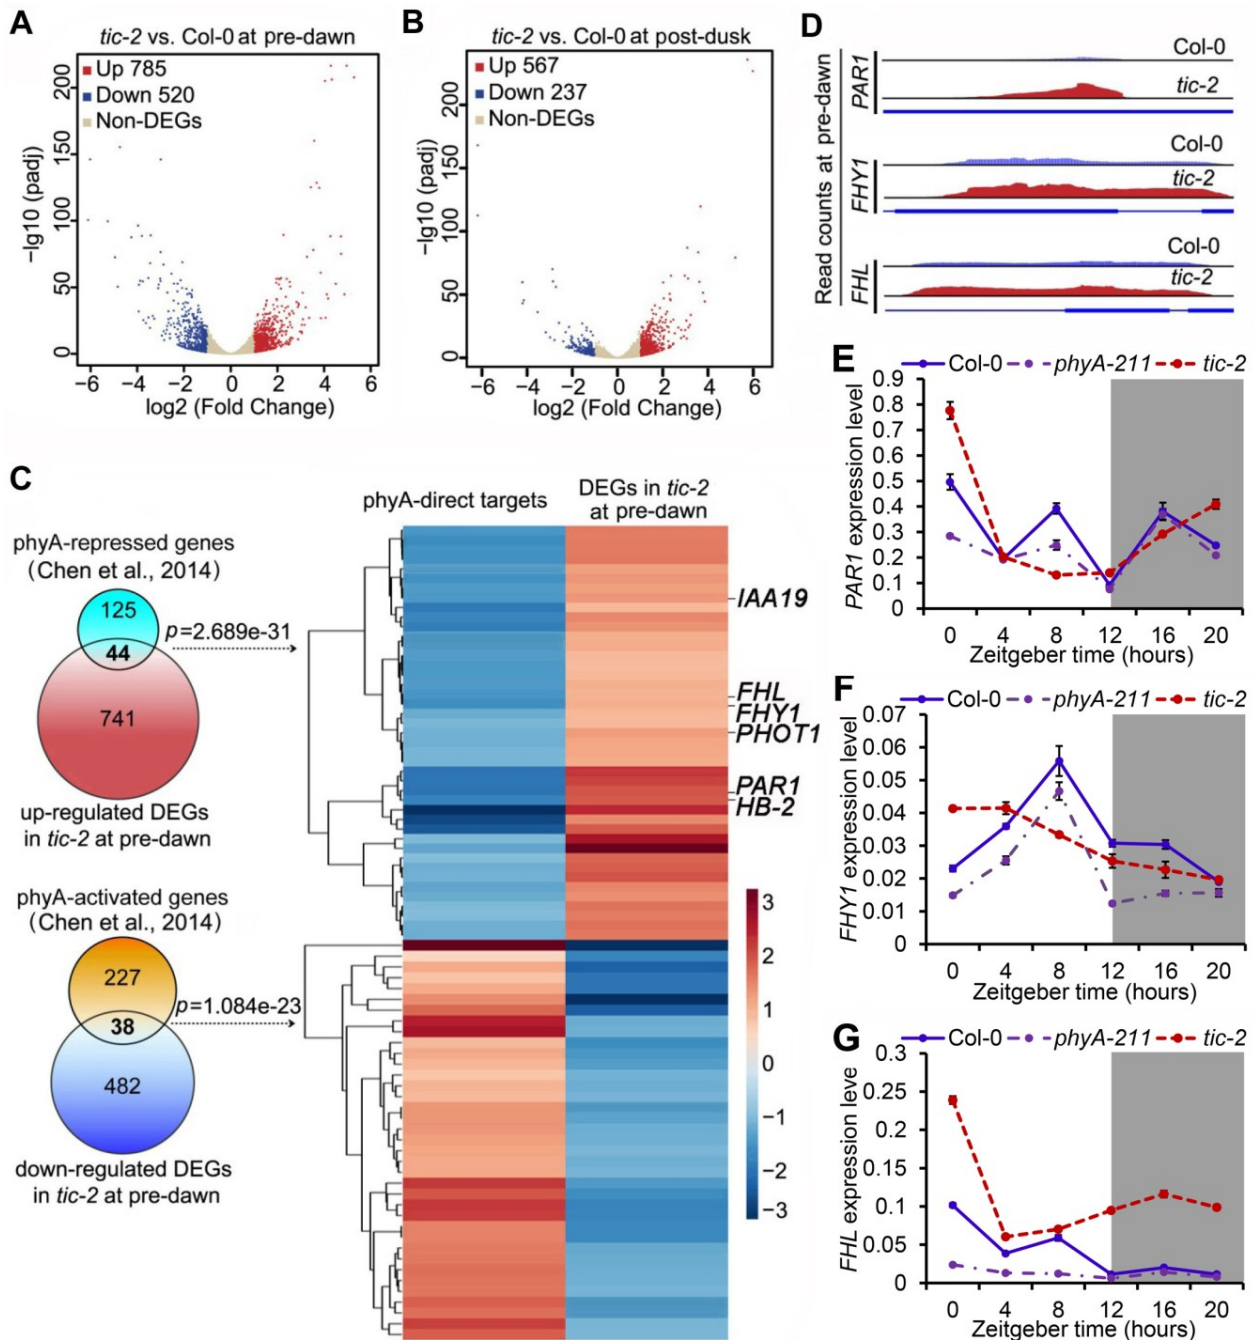 A
tic-2 vs. Col-0 at pre-dawn
Up 785
Down 520
Non-DEGs
−lg10 (padj)
200
150
100
50
0
−6 −4 −2 0 2 4 6
log2 (Fold Change)
B
tic-2 vs. Col-0 at post-dusk
Up 567
Down 237
Non-DEGs
−lg10 (padj)
200
150
100
50
0
−6 −4 −2 0 2 4 6
log2 (Fold Change)
C
phyA-repressed genes
(Chen et al., 2014)
125
44
741
p=2.689e-31
up-regulated DEGs
in tic-2 at pre-dawn
phyA-activated genes
(Chen et al., 2014)
227
38
482
p=1.084e-23
down-regulated DEGs
in tic-2 at pre-dawn
phyA-direct targets
DEGs in tic-2
at pre-dawn
IAA19
FHL
FHY1
PHOT1
PAR1
HB-2
3
2
1
0
−1
−2
−3
D
Read counts at pre-dawn
PAR1
Col-0
tic-2
FHY1
Col-0
tic-2
FHL
Col-0
tic-2
E
Col-0 phyA-211 tic-2
PAR1 expression level
0.9
0.8
0.7
0.6
0.5
0.4
0.3
0.2
0.1
0
0 4 8 12 16 20
Zeitgeber time (hours)
F
Col-0 phyA-211 tic-2
FHY1 expression level
0.07
0.06
0.05
0.04
0.03
0.02
0.01
0
0 4 8 12 16 20
Zeitgeber time (hours)
G
Col-0 phyA-211 tic-2
FHL expression leve
0.3
0.25
0.2
0.15
0.1
0.05
0
0 4 8 12 16 20
Zeitgeber time (hours)